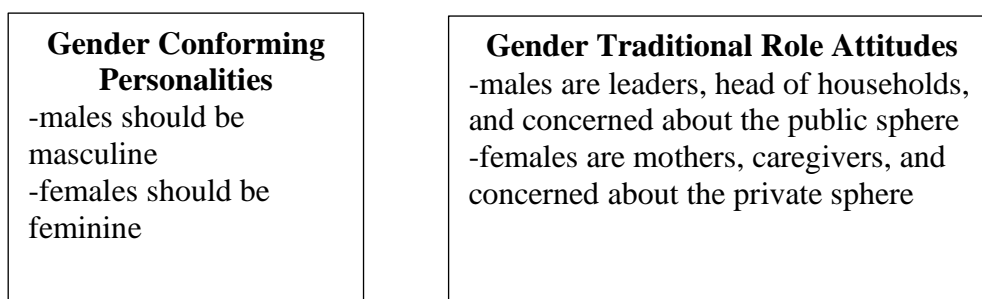 Gender Conforming
Personalities
-males should be
masculine
-females should be
feminine
Gender Traditional Role Attitudes
-males are leaders, head of households,
and concerned about the public sphere
-females are mothers, caregivers, and
concerned about the private sphere